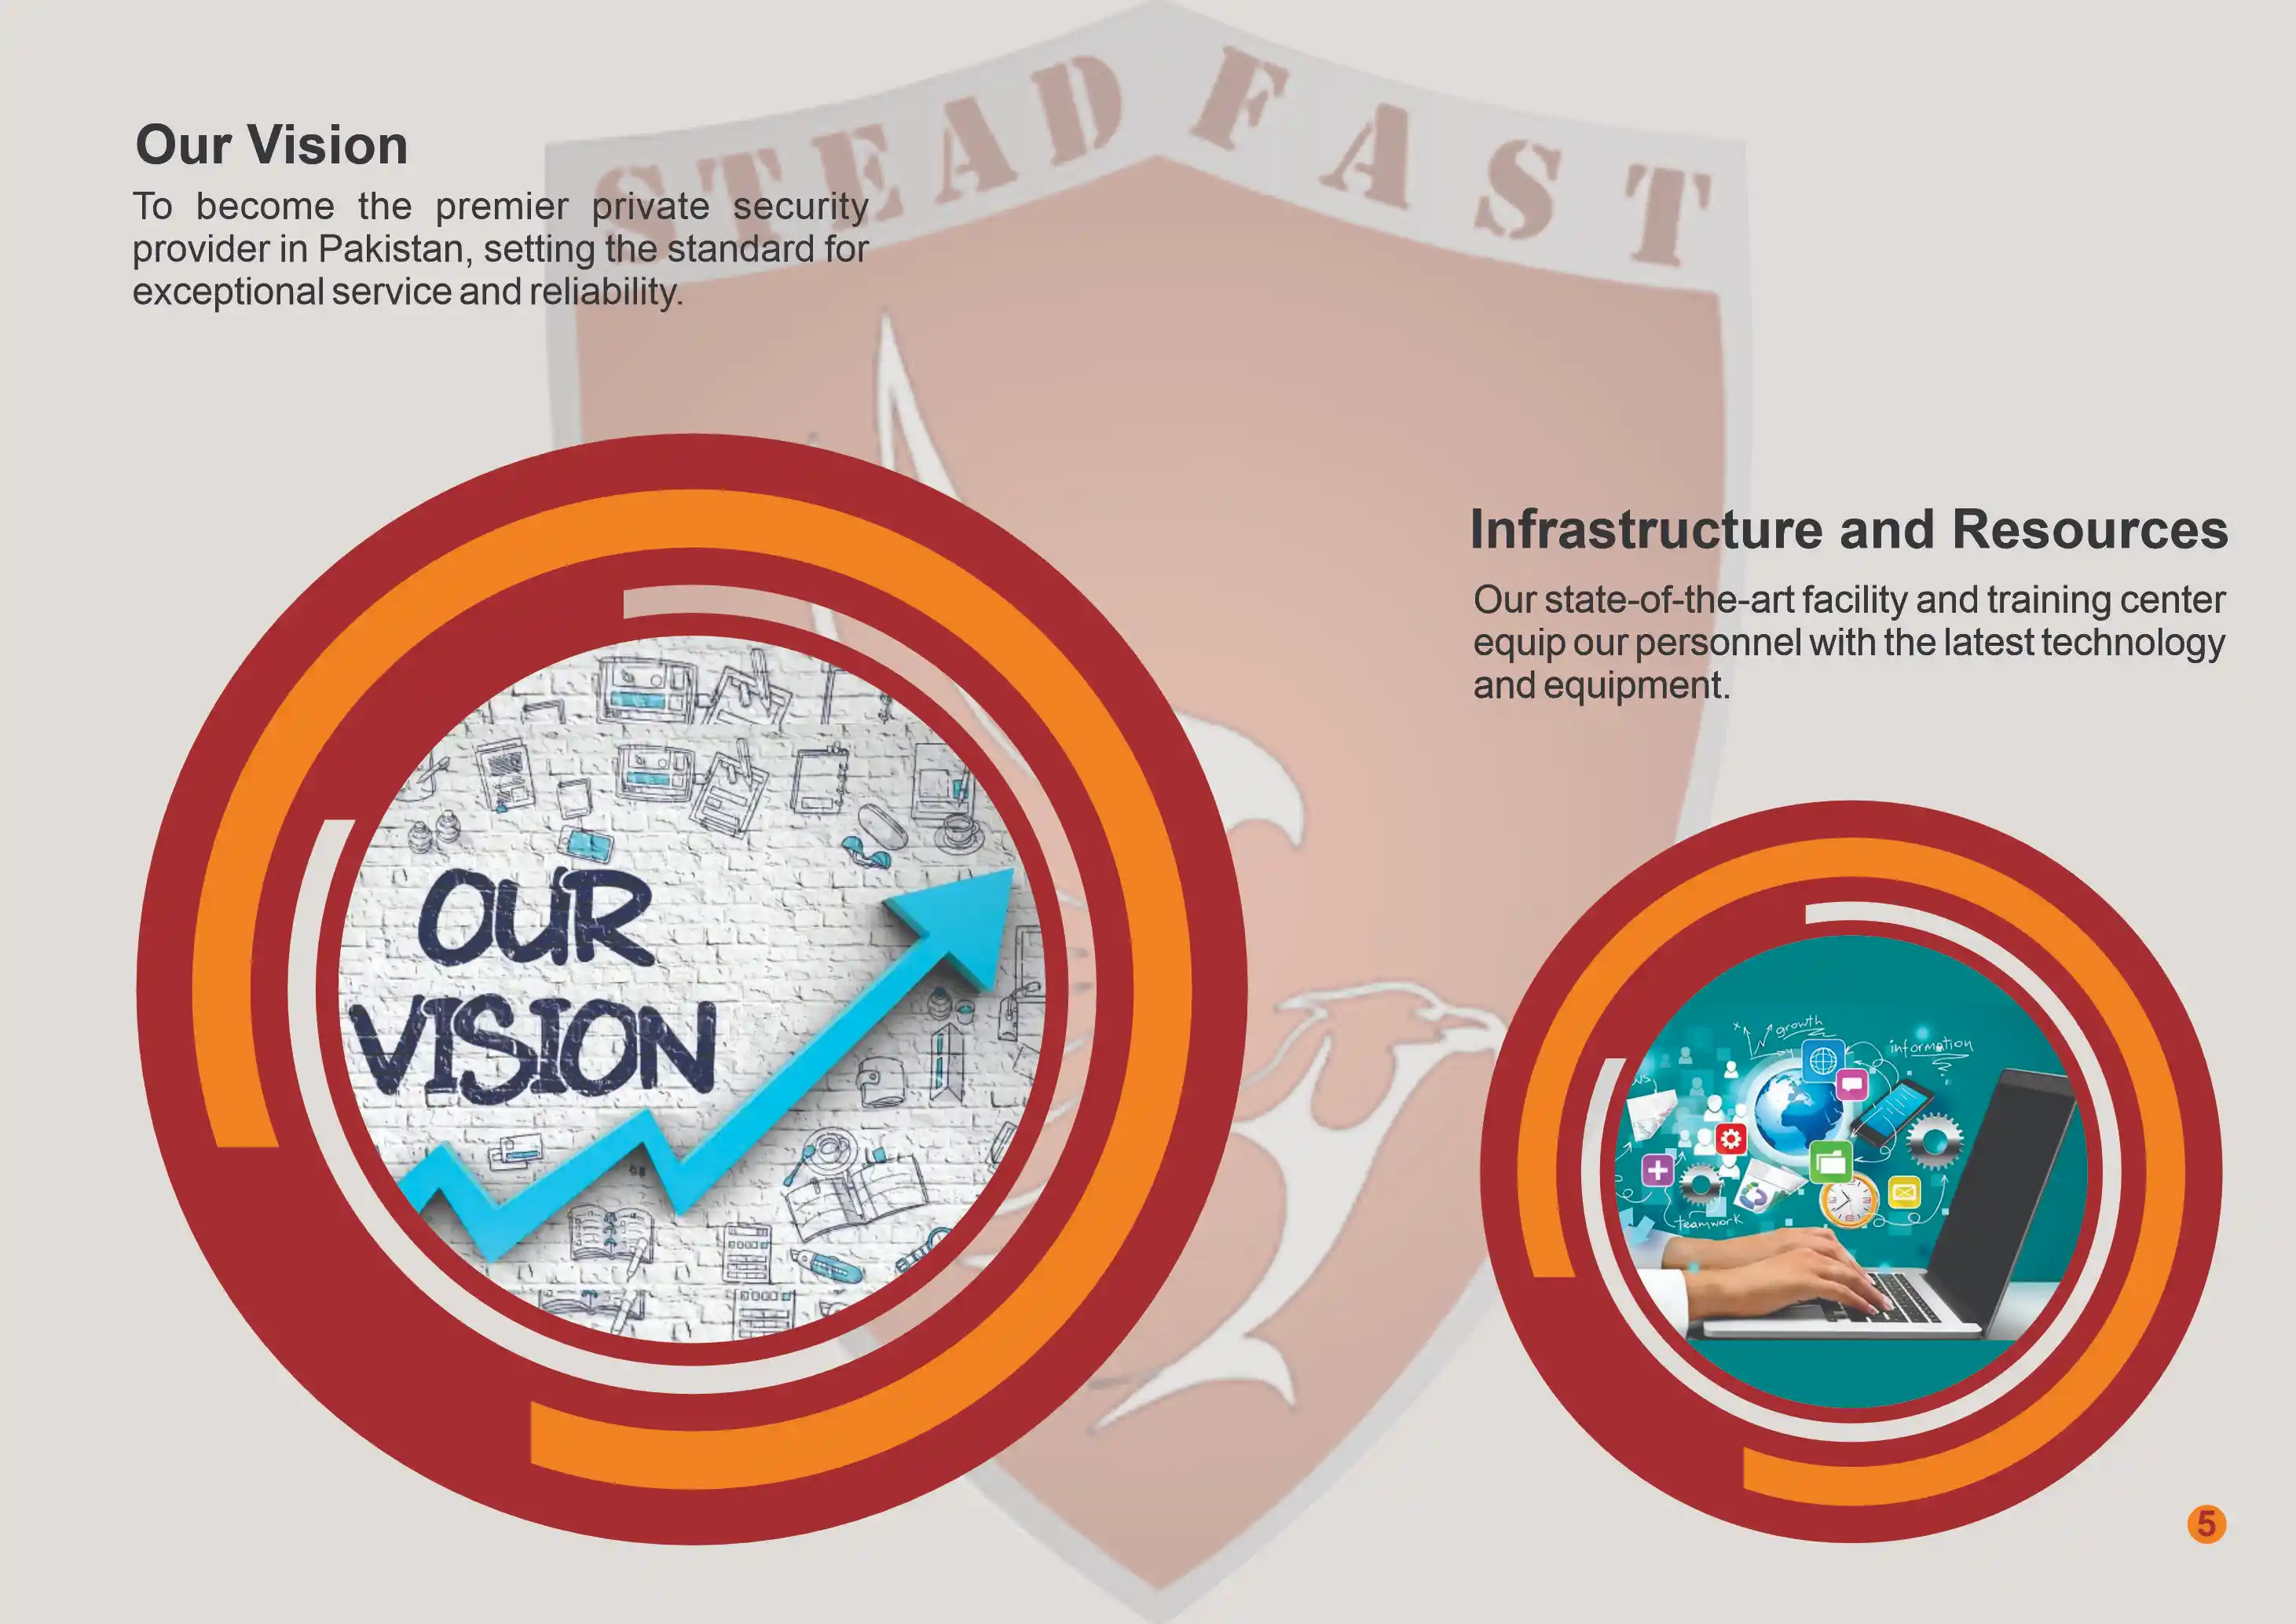 STEADFAST
Our Vision
To become the premier private security
provider in Pakistan, setting the standard for
exceptional service and reliability.
Infrastructure and Resources
Our state-of-the-art facility and training center
equip our personnel with the latest technology
and equipment.
OUR
VISION
growth
information
teamwork
5